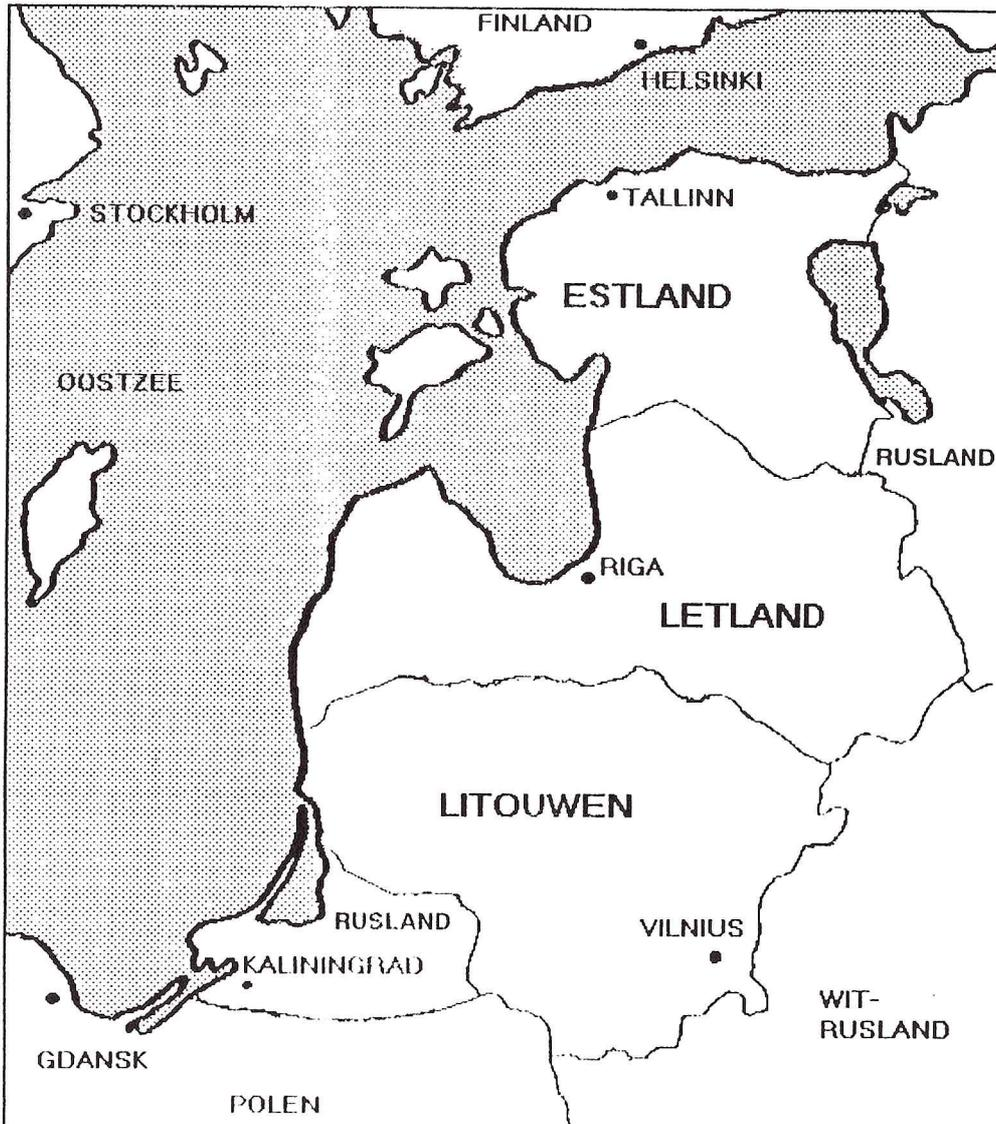 FINLAND
HELSINKI
TALLINN
STOCKHOLM
ESTLAND
OOSTZEE
RUSLAND
RIGA
LETLAND
LITOUWEN
RUSLAND
VILNIUS
KALININGRAD
WIT-
RUSLAND
GDANSK
POLEN